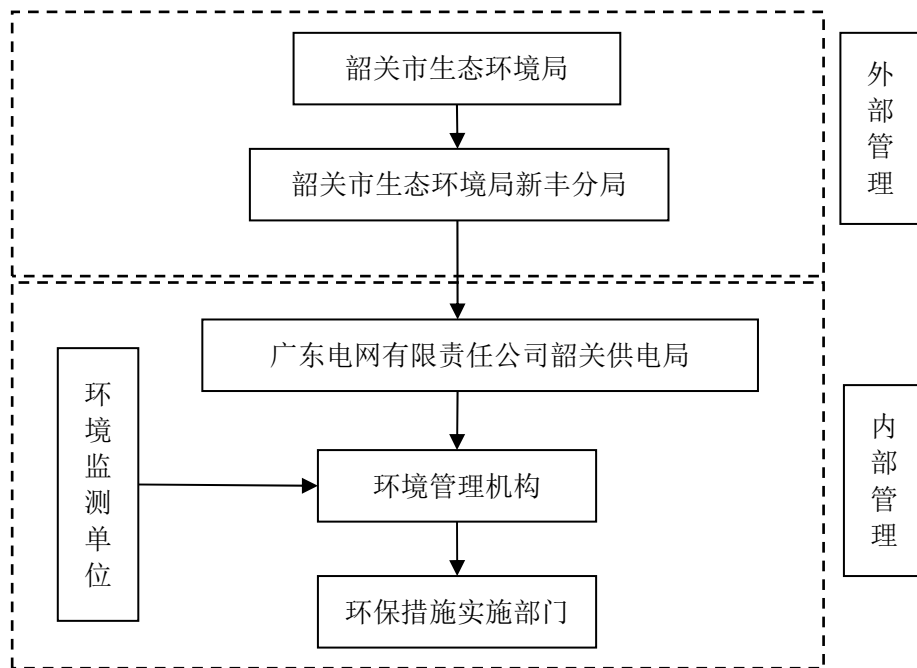 韶关市生态环境局
外部管理
韶关市生态环境局新丰分局
广东电网有限责任公司韶关供电局
环境监测单位
内部管理
环境管理机构
环保措施实施部门